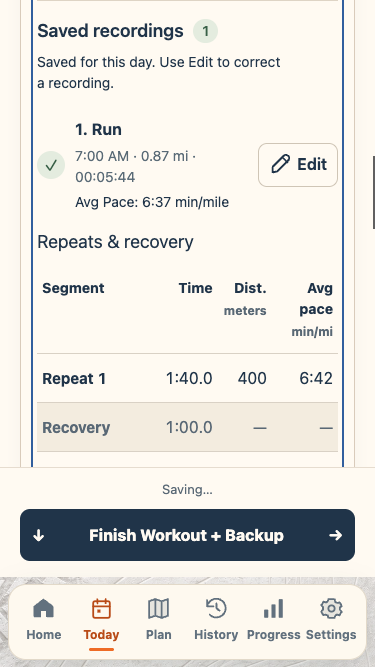 Saved recordings 1
Saved for this day. Use Edit to correct
a recording.
1. Run
7:00 AM · 0.87 mi ·
00:05:44
Avg Pace: 6:37 min/mile
Edit
Repeats & recovery
Segment Time Dist. meters Avg pace min/mi
Repeat 1 1:40.0 400 6:42
Recovery 1:00.0 — —
Saving...
Finish Workout + Backup
Home Today Plan History Progress Settings